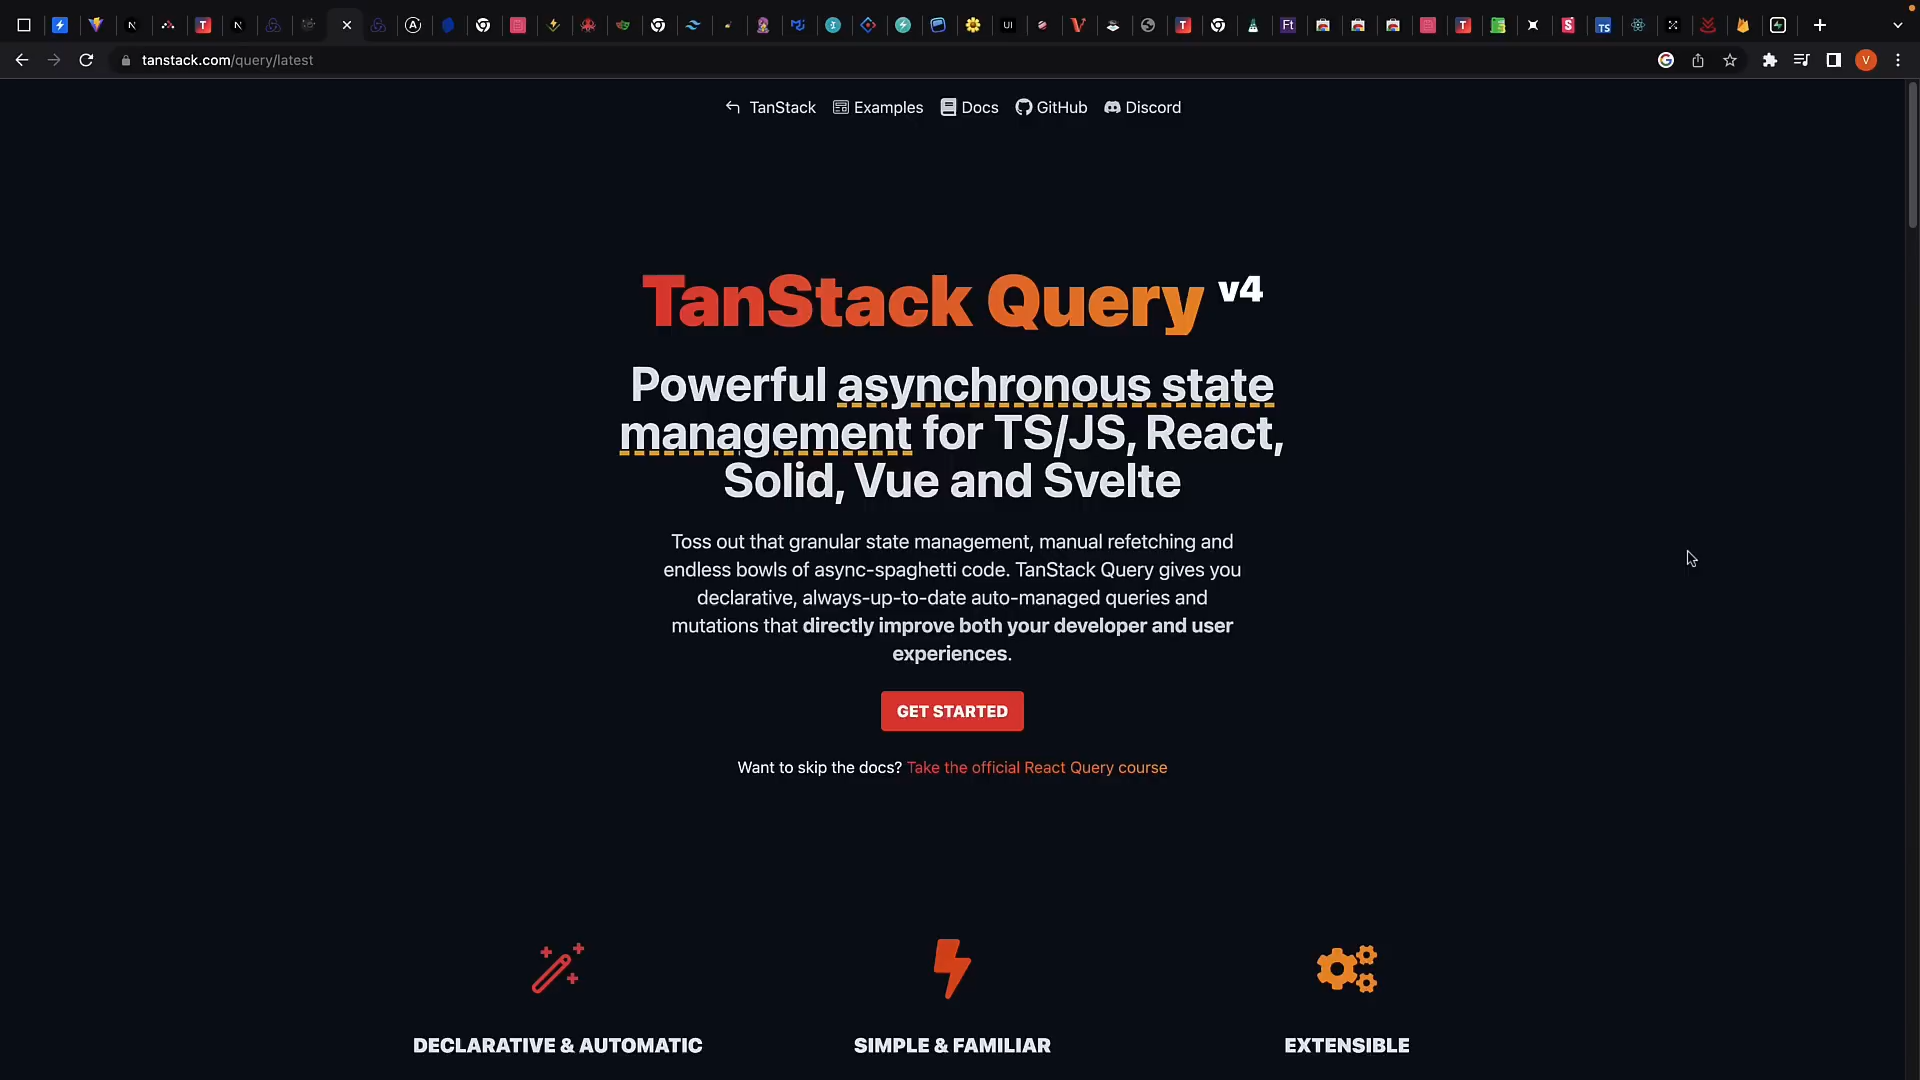 tanstack.com/query/latest
TanStack Examples Docs GitHub Discord
TanStack Query v4
Powerful asynchronous state
management for TS/JS, React,
Solid, Vue and Svelte
Toss out that granular state management, manual refetching and
endless bowls of async-spaghetti code. TanStack Query gives you
declarative, always-up-to-date auto-managed queries and
mutations that directly improve both your developer and user
experiences.
GET STARTED
Want to skip the docs? Take the official React Query course
DECLARATIVE & AUTOMATIC
SIMPLE & FAMILIAR
EXTENSIBLE